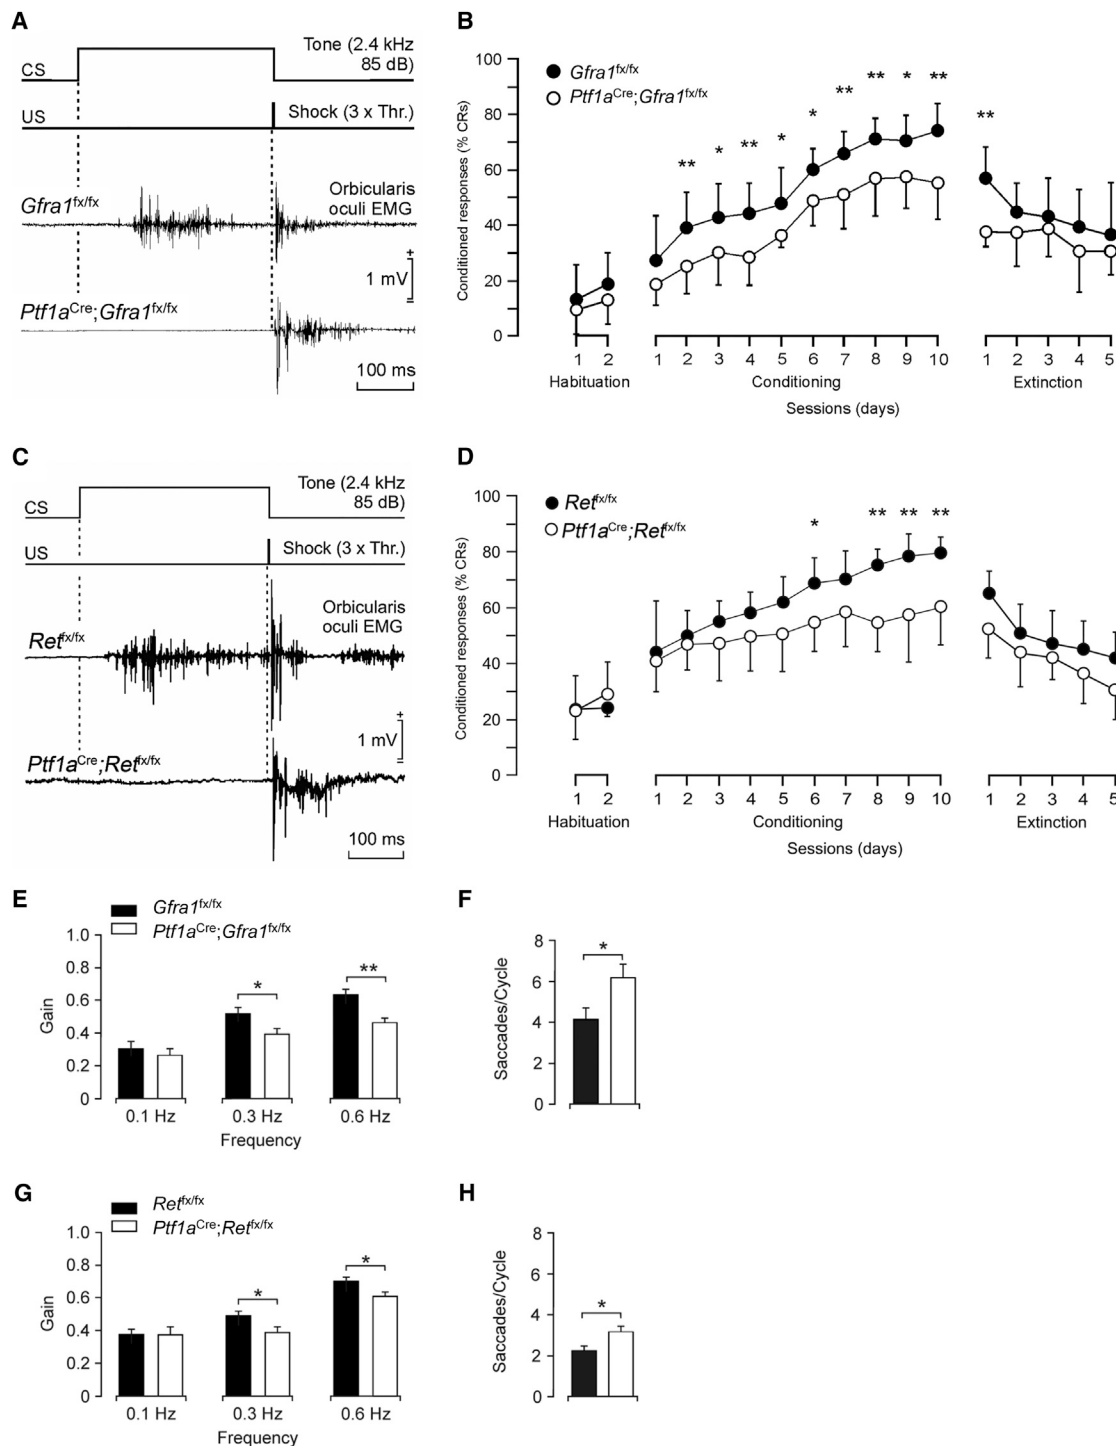 A
Tone (2.4 kHz
85 dB)
CS
US
Shock (3 x Thr.)
Gfra1fx/fx
Orbicularis
oculi EMG
+
1 mV
–
Ptf1aCre;Gfra1fx/fx
100 ms
B
Conditioned responses (% CRs)
100
80
60
40
20
0
Gfra1fx/fx
Ptf1aCre;Gfra1fx/fx
** * ** * * ** ** * ** **
1 2 1 2 3 4 5 6 7 8 9 10 1 2 3 4 5
Habituation Conditioning Extinction
Sessions (days)
C
Tone (2.4 kHz
85 dB)
CS
US
Shock (3 x Thr.)
Orbicularis
oculi EMG
Retfx/fx
+
1 mV
–
Ptf1aCre;Retfx/fx
100 ms
D
Conditioned responses (% CRs)
100
80
60
40
20
0
Retfx/fx
Ptf1aCre;Retfx/fx
* ** ** **
1 2 1 2 3 4 5 6 7 8 9 10 1 2 3 4 5
Habituation Conditioning Extinction
Sessions (days)
E
Gfra1fx/fx
Ptf1aCre;Gfra1fx/fx
Gain
1.0
0.8
0.6
0.4
0.2
0
* **
0.1 Hz 0.3 Hz 0.6 Hz
Frequency
F
Saccades/Cycle
8
6
4
2
0
*
G
Retfx/fx
Ptf1aCre;Retfx/fx
Gain
1.0
0.8
0.6
0.4
0.2
0
* *
0.1 Hz 0.3 Hz 0.6 Hz
Frequency
H
Saccades/Cycle
8
6
4
2
0
*